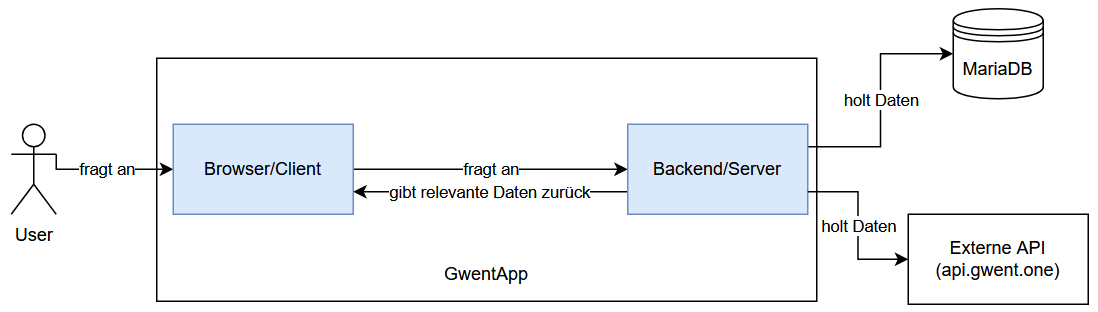 MariaDB
holt Daten
fragt an
Browser/Client
fragt an
Backend/Server
gibt relevante Daten zurück
User
holt Daten
Externe API
(api.gwent.one)
GwentApp